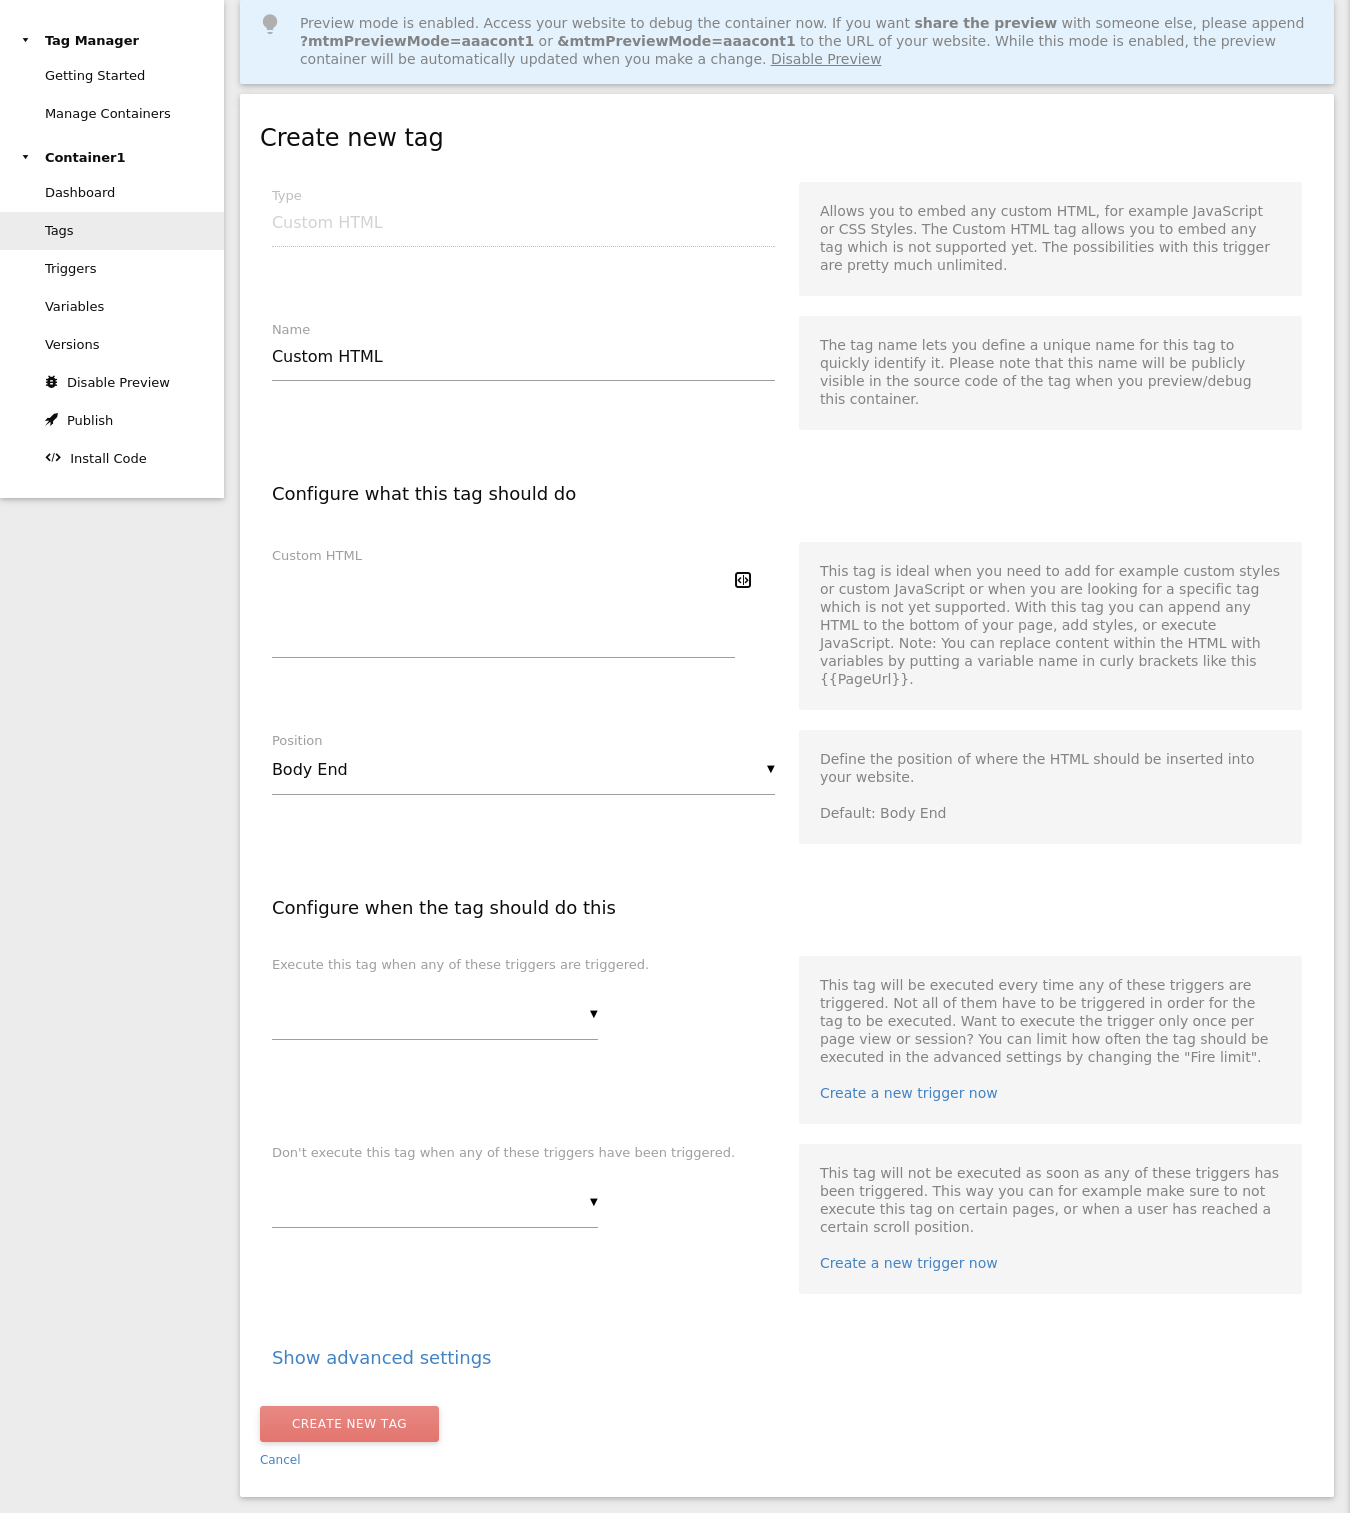 Tag Manager
Getting Started
Manage Containers
Container1
Dashboard
Tags
Triggers
Variables
Versions
Disable Preview
Publish
Install Code
Preview mode is enabled. Access your website to debug the container now. If you want share the preview with someone else, please append
?mtmPreviewMode=aaacont1 or &mtmPreviewMode=aaacont1 to the URL of your website. While this mode is enabled, the preview
container will be automatically updated when you make a change. Disable Preview
Create new tag
Type
Custom HTML
Allows you to embed any custom HTML, for example JavaScript
or CSS Styles. The Custom HTML tag allows you to embed any
tag which is not supported yet. The possibilities with this trigger
are pretty much unlimited.
Name
Custom HTML
The tag name lets you define a unique name for this tag to
quickly identify it. Please note that this name will be publicly
visible in the source code of the tag when you preview/debug
this container.
Configure what this tag should do
Custom HTML
This tag is ideal when you need to add for example custom styles
or custom JavaScript or when you are looking for a specific tag
which is not yet supported. With this tag you can append any
HTML to the bottom of your page, add styles, or execute
JavaScript. Note: You can replace content within the HTML with
variables by putting a variable name in curly brackets like this
{{PageUrl}}.
Position
Body End
Define the position of where the HTML should be inserted into
your website.
Default: Body End
Configure when the tag should do this
Execute this tag when any of these triggers are triggered.
This tag will be executed every time any of these triggers are
triggered. Not all of them have to be triggered in order for the
tag to be executed. Want to execute the trigger only once per
page view or session? You can limit how often the tag should be
executed in the advanced settings by changing the "Fire limit".
Create a new trigger now
Don't execute this tag when any of these triggers have been triggered.
This tag will not be executed as soon as any of these triggers has
been triggered. This way you can for example make sure to not
execute this tag on certain pages, or when a user has reached a
certain scroll position.
Create a new trigger now
Show advanced settings
CREATE NEW TAG
Cancel